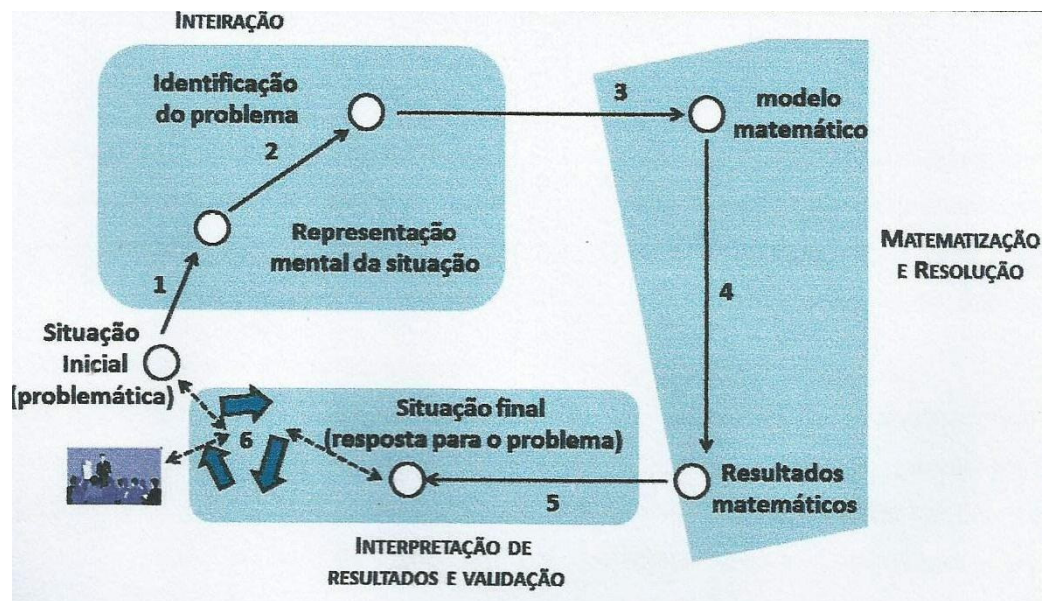 INTEIRAÇÃO
Identificação
do problema
3
modelo
matemático
2
Representação
mental da situação
MATEMATIZAÇÃO
E RESOLUÇÃO
1
4
Situação
Inicial
(problemática)
Situação final
(resposta para o problema)
6
Resultados
matemáticos
5
INTERPRETAÇÃO DE
RESULTADOS E VALIDAÇÃO